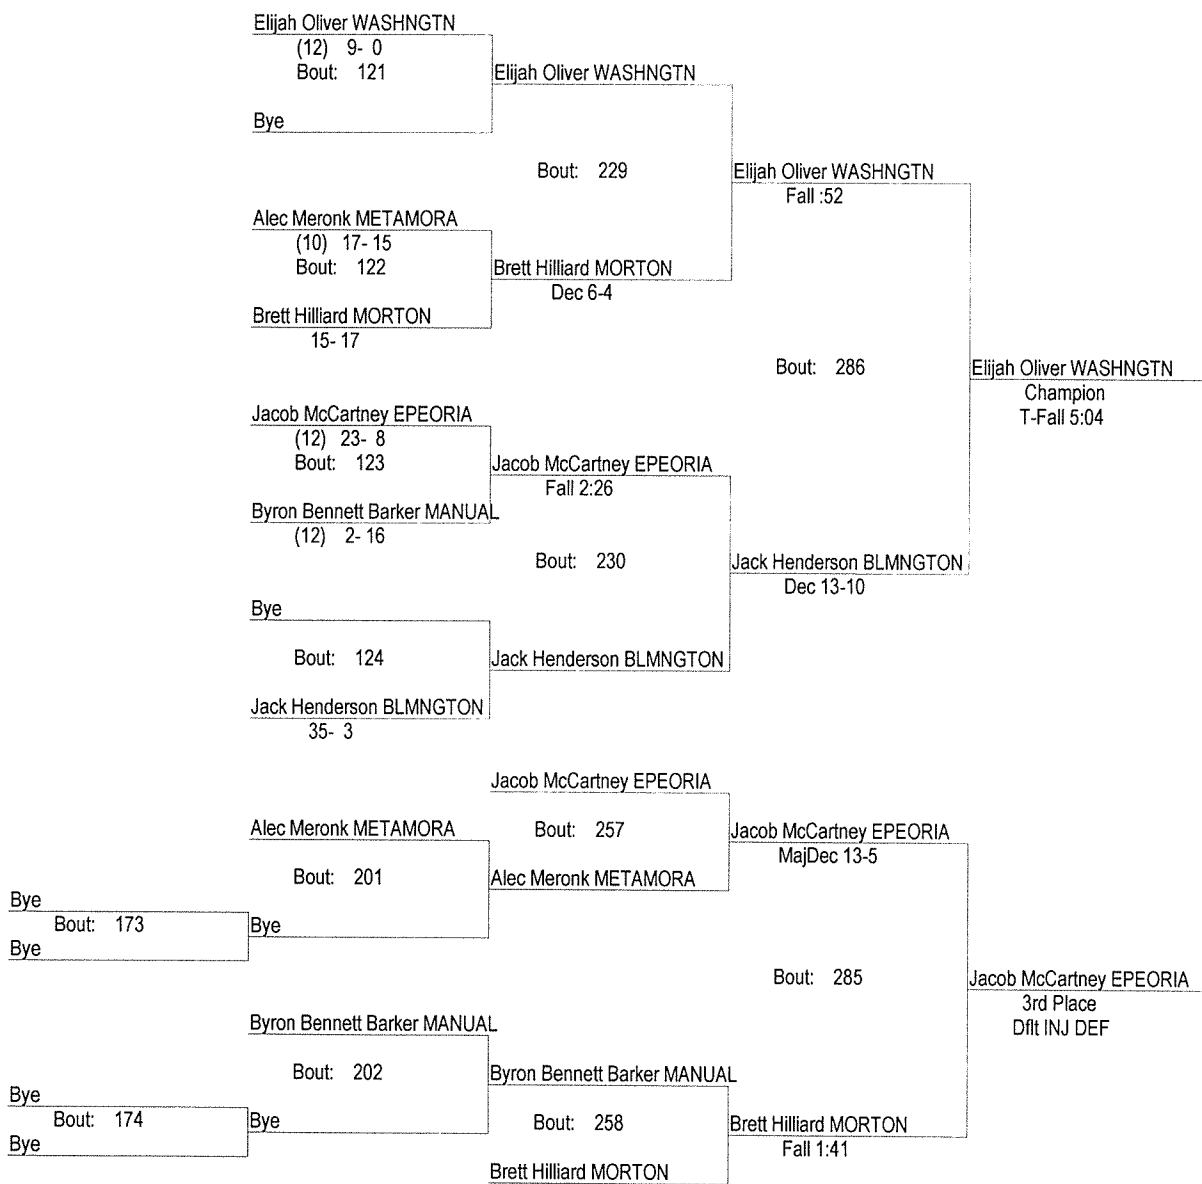 Elijah Oliver WASHNGTN
(12) 9- 0
Bout: 121
Elijah Oliver WASHNGTN
Bye
Bout: 229
Elijah Oliver WASHNGTN
Fall :52
Alec Meronk METAMORA
(10) 17- 15
Bout: 122
Brett Hilliard MORTON
Dec 6-4
Brett Hilliard MORTON
15- 17
Bout: 286
Elijah Oliver WASHNGTN
Champion
T-Fall 5:04
Jacob McCartney EPEORIA
(12) 23- 8
Bout: 123
Jacob McCartney EPEORIA
Fall 2:26
Byron Bennett Barker MANUAL
(12) 2- 16
Bout: 230
Jack Henderson BLMNGTON
Dec 13-10
Bye
Bout: 124
Jack Henderson BLMNGTON
Jack Henderson BLMNGTON
35- 3
Jacob McCartney EPEORIA
Alec Meronk METAMORA
Bout: 257
Jacob McCartney EPEORIA
MajDec 13-5
Bout: 201
Alec Meronk METAMORA
Bye
Bout: 173
Bye
Bye
Bout: 285
Jacob McCartney EPEORIA
3rd Place
Dflt INJ DEF
Byron Bennett Barker MANUAL
Bout: 202
Byron Bennett Barker MANUAL
Bye
Bout: 174
Bye
Bye
Bout: 258
Brett Hilliard MORTON
Fall 1:41
Brett Hilliard MORTON